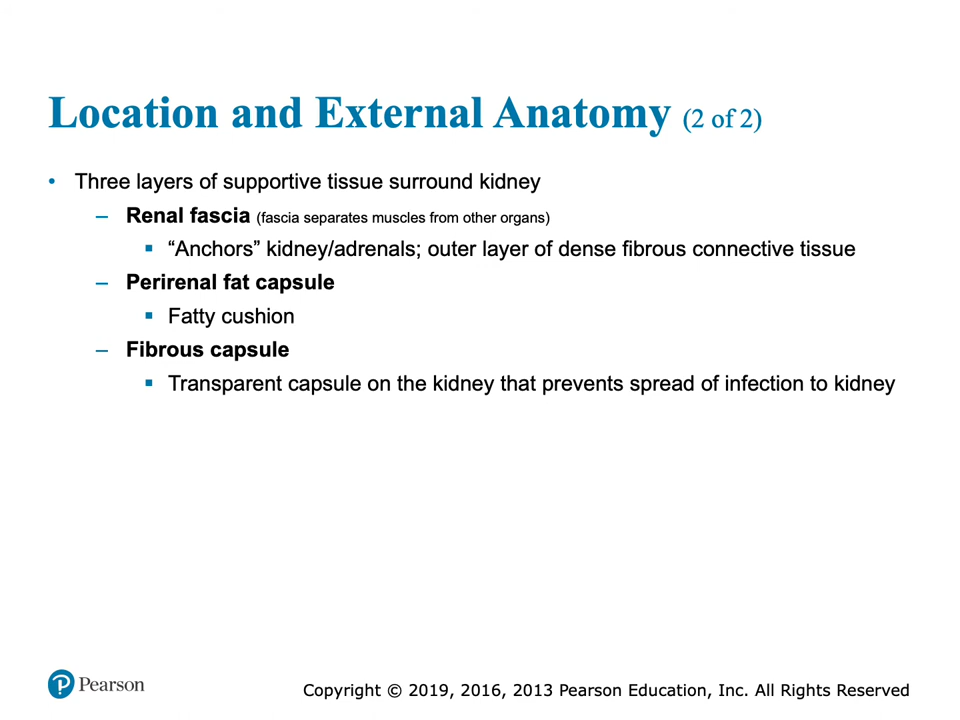 Location and External Anatomy (2 of 2)
• Three layers of supportive tissue surround kidney
– Renal fascia (fascia separates muscles from other organs)
▪ “Anchors” kidney/adrenals; outer layer of dense fibrous connective tissue
– Perirenal fat capsule
▪ Fatty cushion
– Fibrous capsule
▪ Transparent capsule on the kidney that prevents spread of infection to kidney
Pearson
Copyright © 2019, 2016, 2013 Pearson Education, Inc. All Rights Reserved